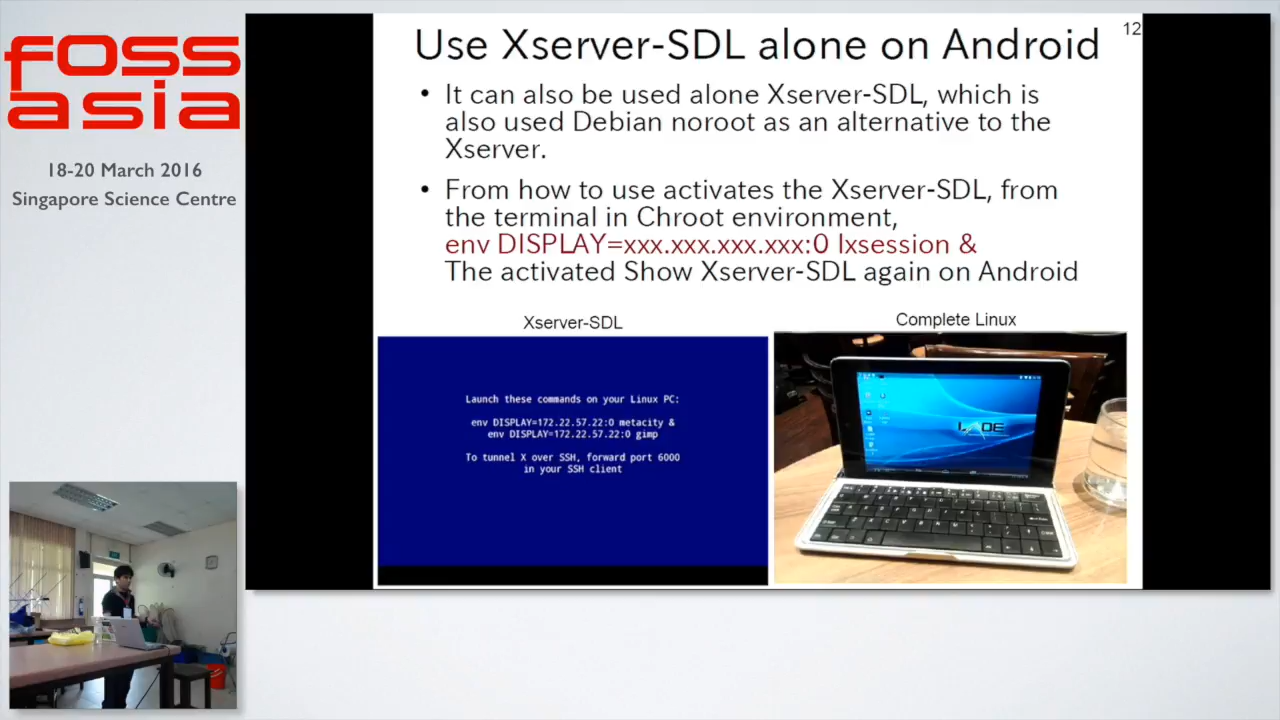 foss
asia
18-20 March 2016
Singapore Science Centre
12
Use Xserver-SDL alone on Android
• It can also be used alone Xserver-SDL, which is
also used Debian noroot as an alternative to the
Xserver.
• From how to use activates the Xserver-SDL, from
the terminal in Chroot environment,
env DISPLAY=xxx.xxx.xxx.xxx:0 lxsession &
The activated Show Xserver-SDL again on Android
Xserver-SDL
Launch these commands on your Linux PC:
env DISPLAY=172.22.57.22:0 metacity &
env DISPLAY=172.22.57.22:0 gimp
To tunnel X over SSH, forward port 6000
in your SSH client
Complete Linux